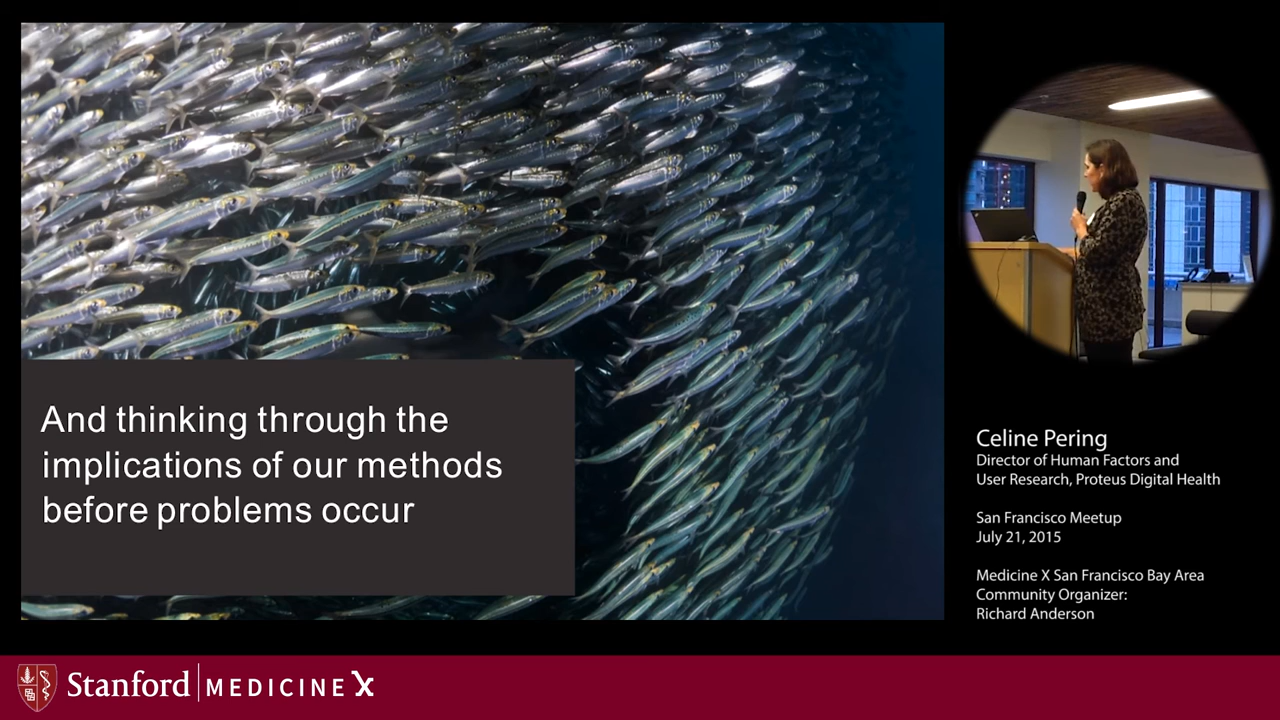 And thinking through the
implications of our methods
before problems occur
Celine Pering
Director of Human Factors and
User Research, Proteus Digital Health
San Francisco Meetup
July 21, 2015
Medicine X San Francisco Bay Area
Community Organizer:
Richard Anderson
Stanford MEDICINE X